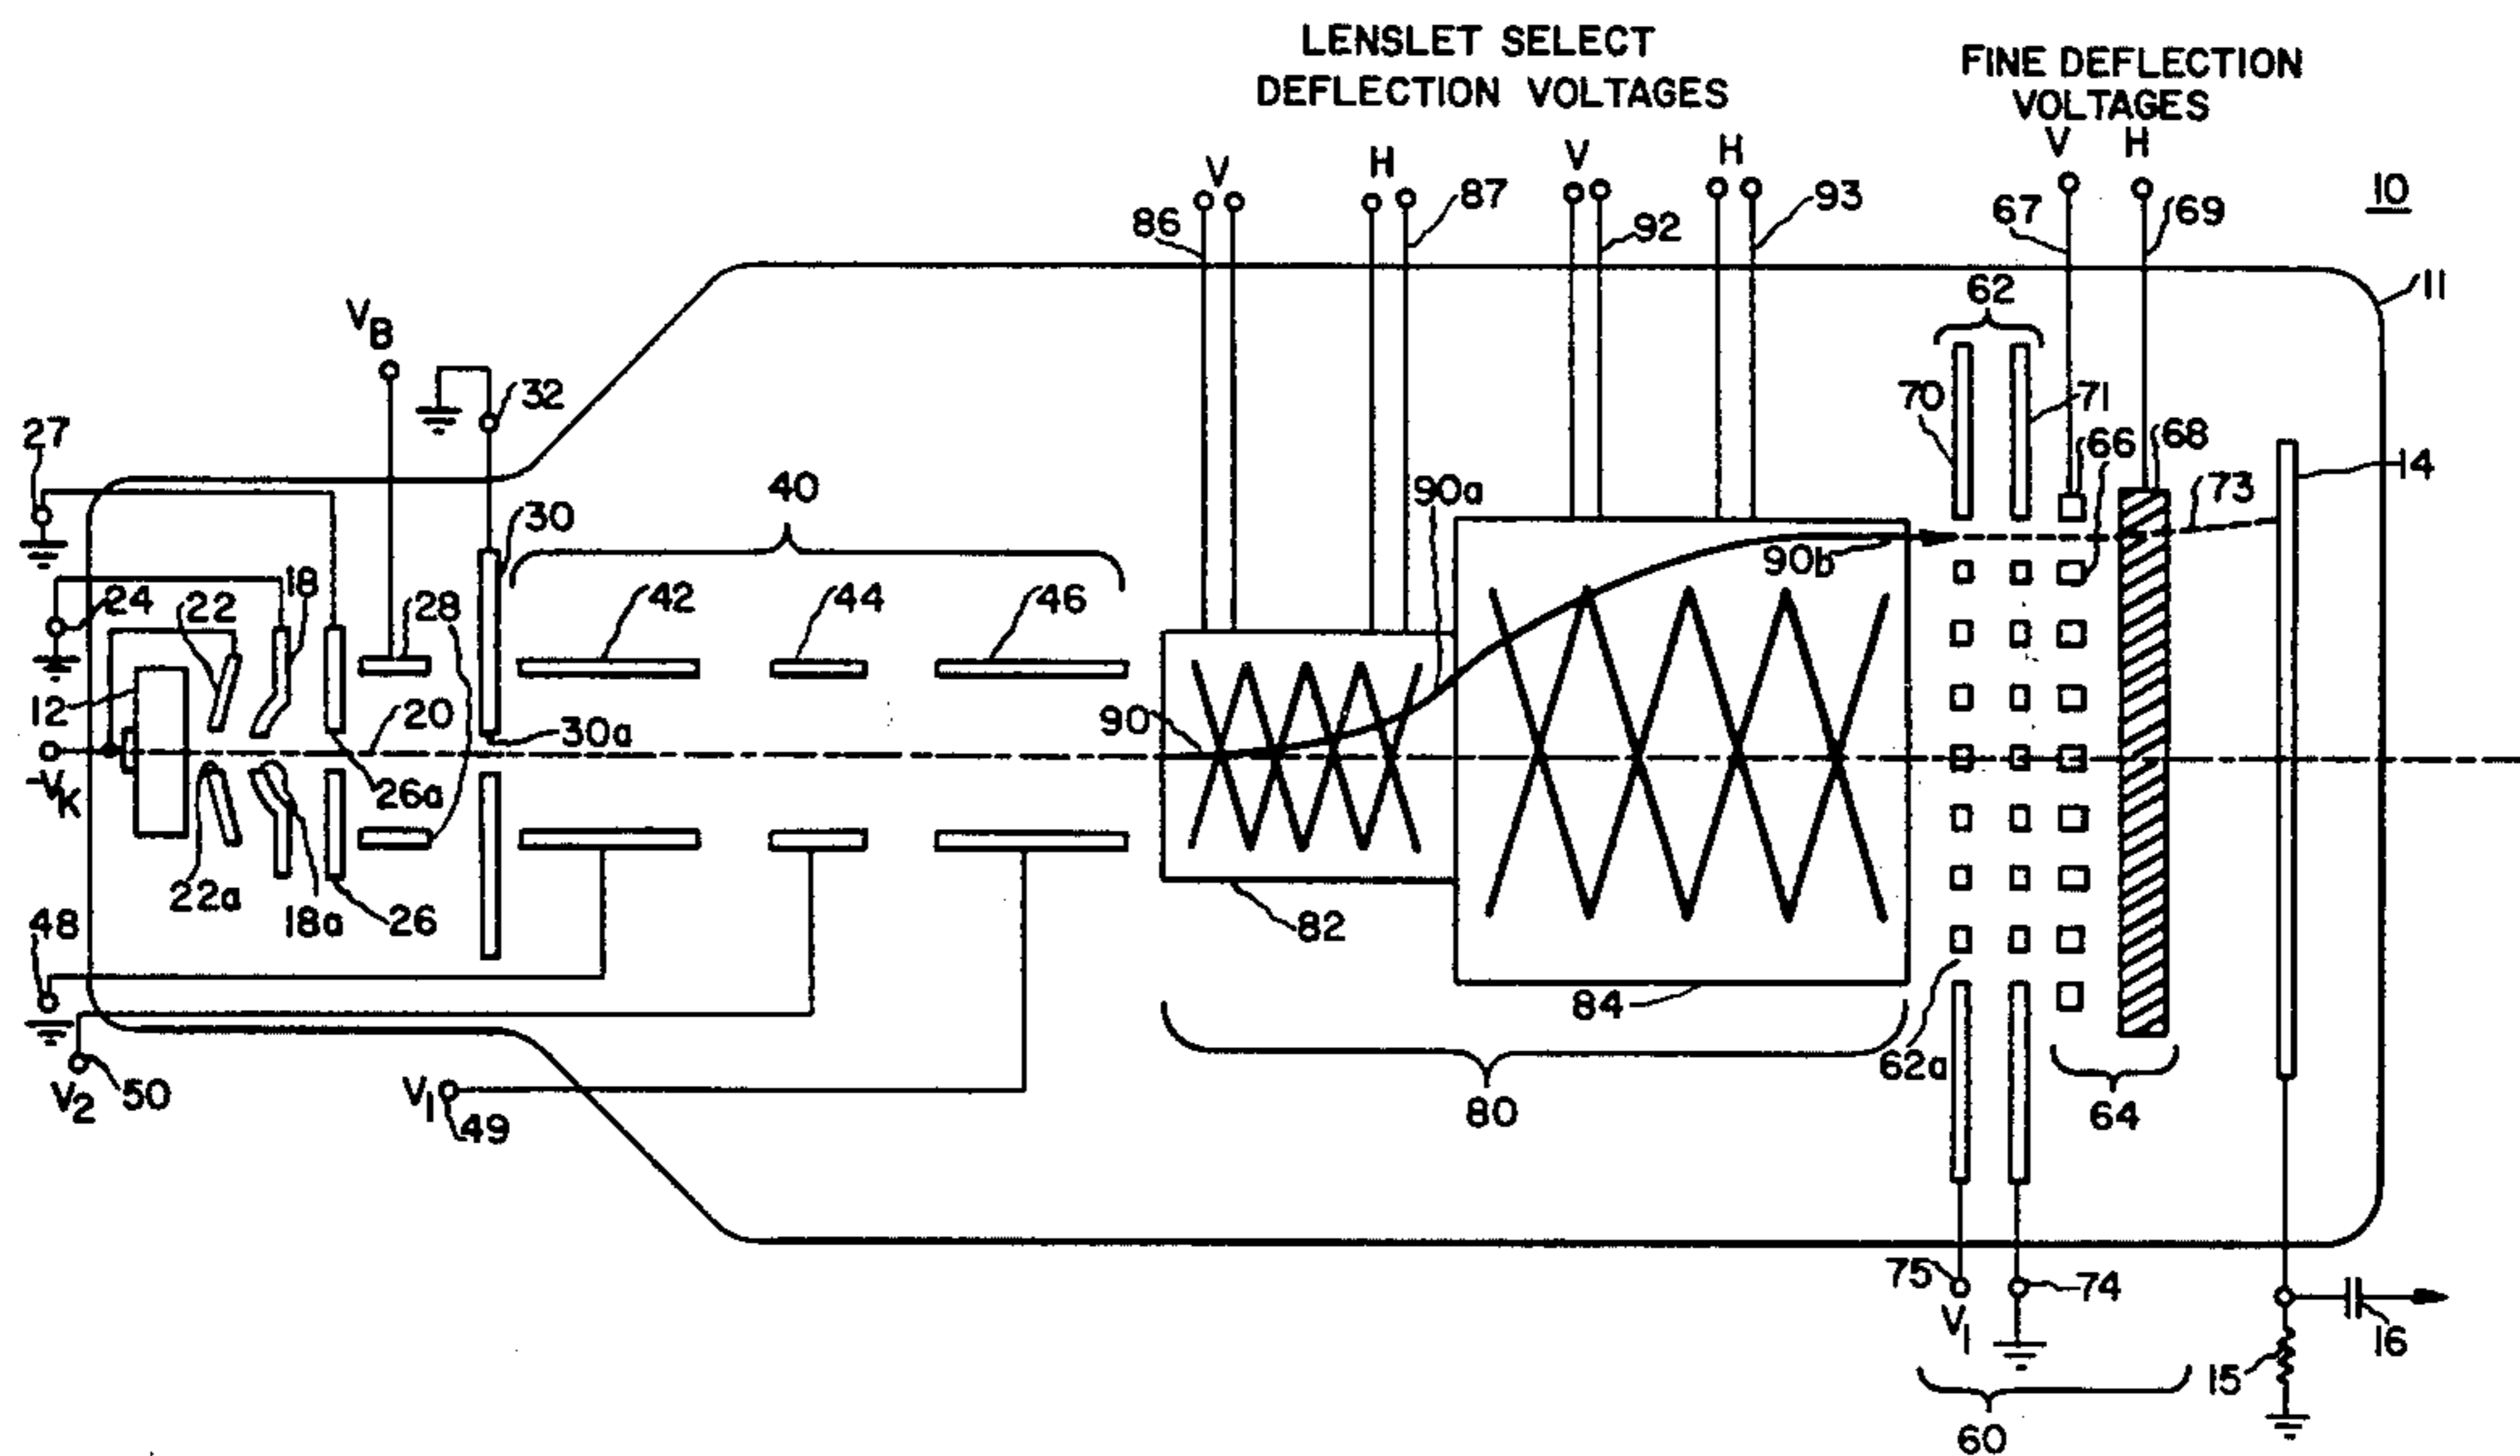 LENSLET SELECT
DEFLECTION VOLTAGES
FINE DEFLECTION
VOLTAGES
V H
V H V H
10
86 87 92 93 67 69
11
62
VB
32
70 71
27
66 68
14
40
90a
73
30
90b
24 22 18
28 42 44 46
12
20
90
30a
-VK
26a
22a 18a 26
82
48
84
62a
V2 50
V1 49
80
64
75 74
V1
16
15
60